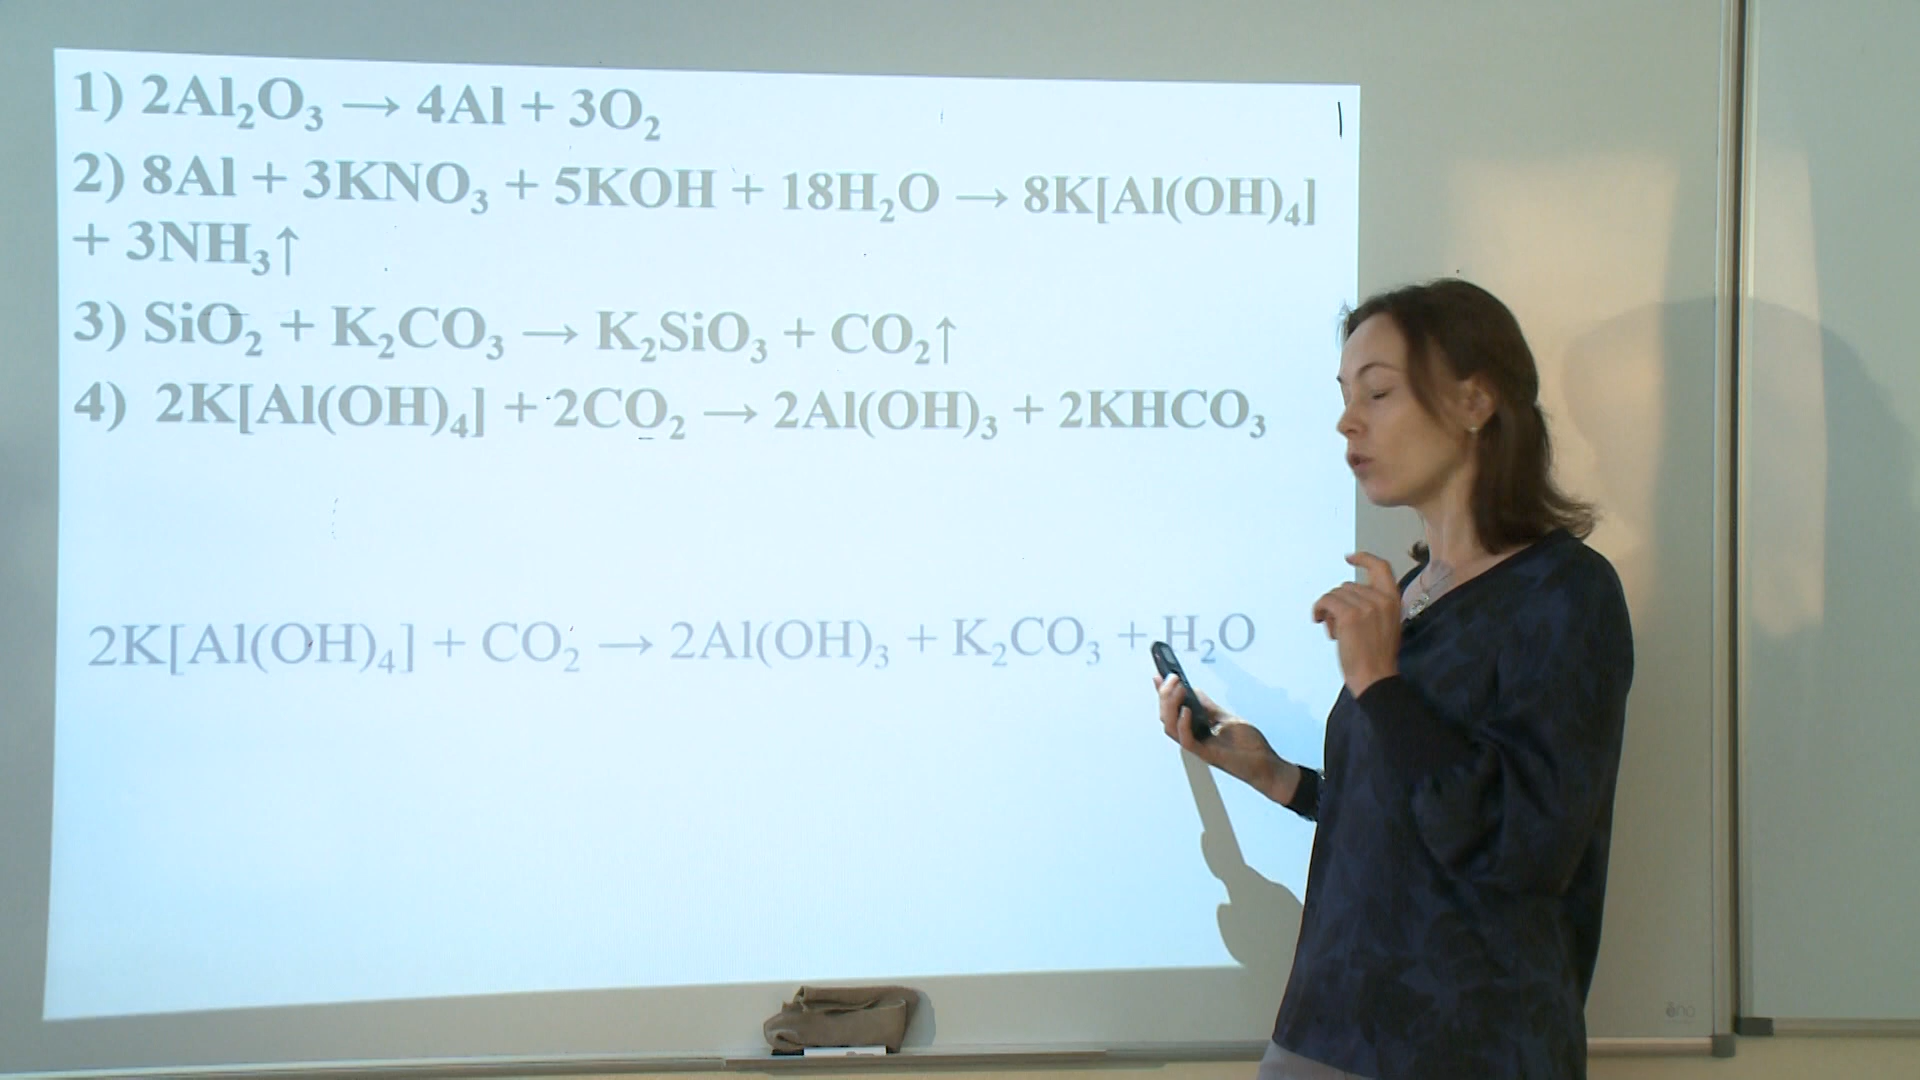 1) 2Al₂O₃ → 4Al + 3O₂
2) 8Al + 3KNO₃ + 5KOH + 18H₂O → 8K[Al(OH)₄]
+ 3NH₃↑
3) SiO₂ + K₂CO₃ → K₂SiO₃ + CO₂↑
4) 2K[Al(OH)₄] + 2CO₂ → 2Al(OH)₃ + 2KHCO₃
2K[Al(OH)₄] + CO₂ → 2Al(OH)₃ + K₂CO₃ + H₂O
ēno